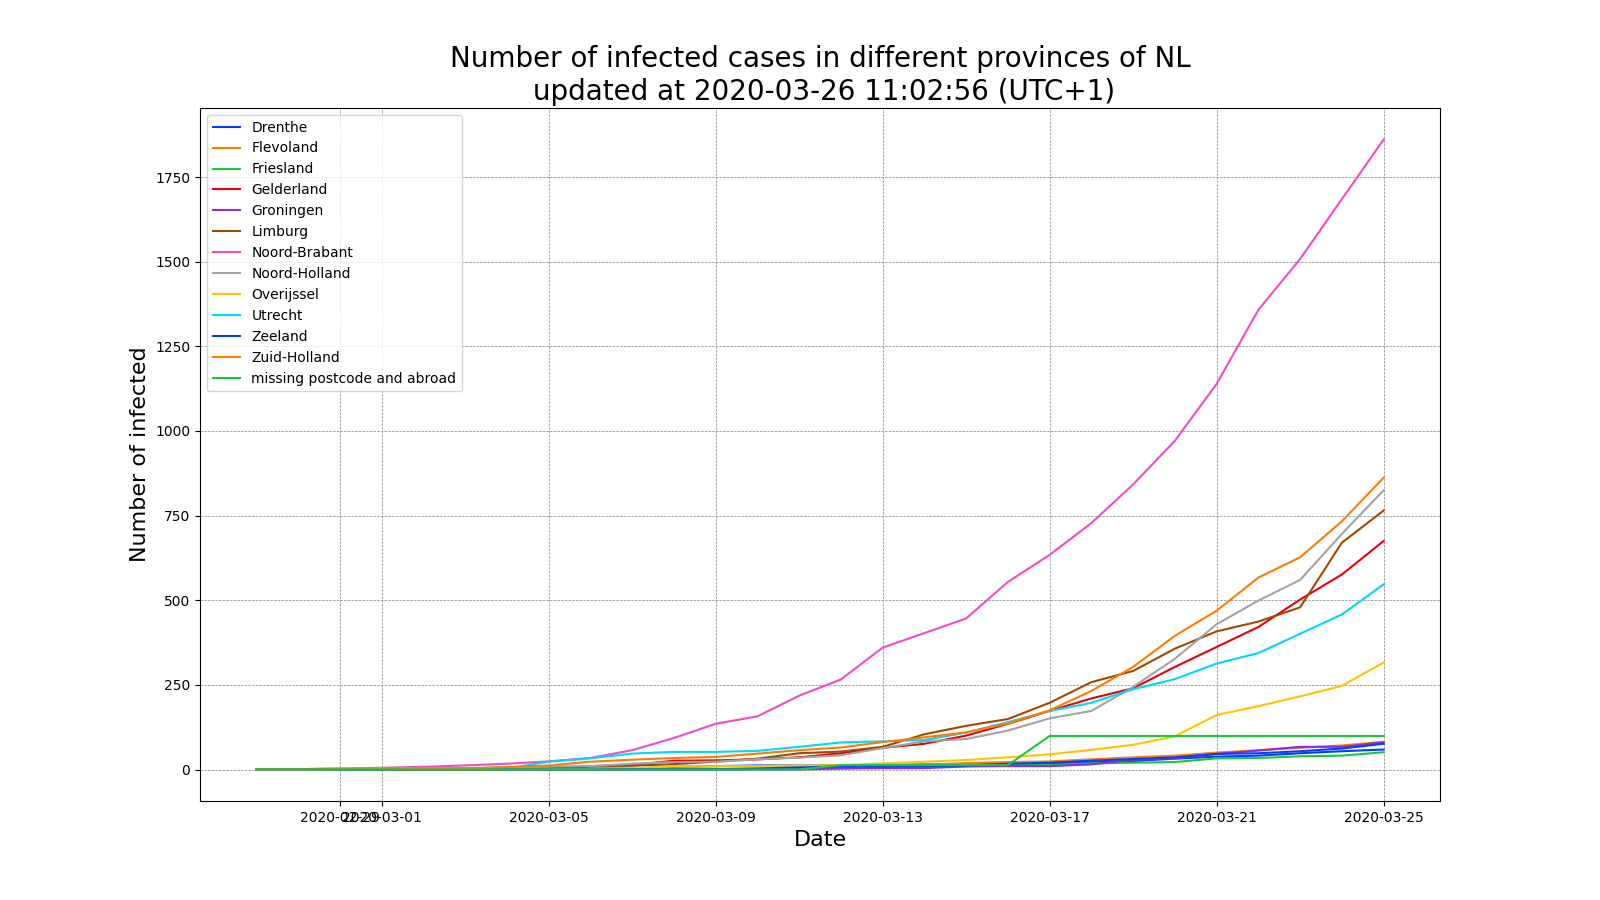 Number of infected cases in different provinces of NL
updated at 2020-03-26 11:02:56 (UTC+1)
Drenthe
Flevoland
Friesland
Gelderland
Groningen
Limburg
Noord-Brabant
Noord-Holland
Overijssel
Utrecht
Zeeland
Zuid-Holland
missing postcode and abroad
Number of infected
1750
1500
1250
1000
750
500
250
0
2020-02-29 2020-03-01 2020-03-05 2020-03-09 2020-03-13 2020-03-17 2020-03-21 2020-03-25
Date